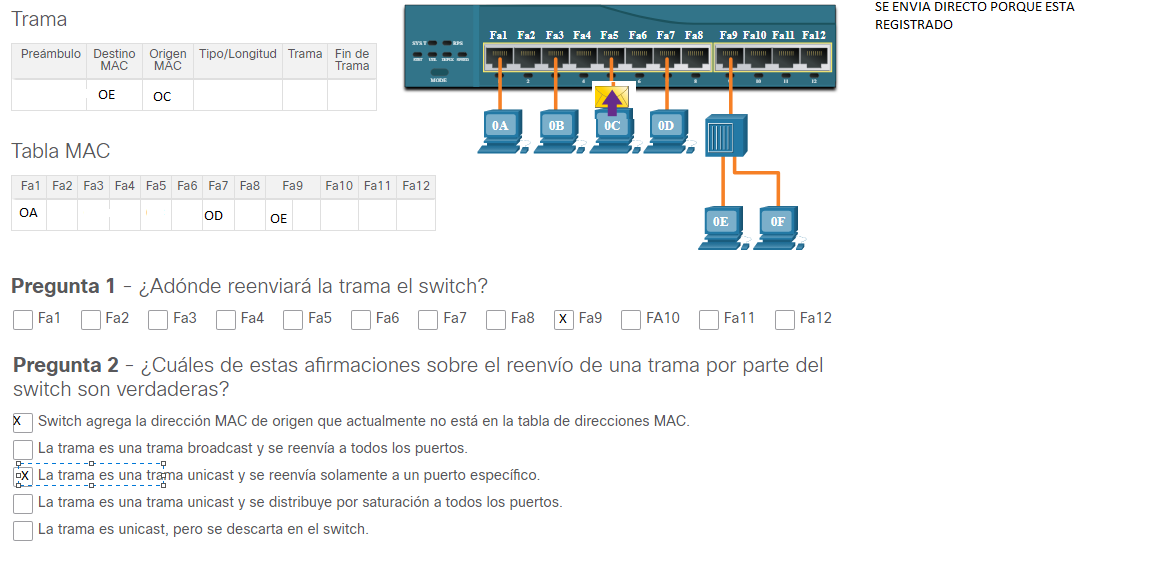 SE ENVIA DIRECTO PORQUE ESTA
REGISTRADO
Trama
Preámbulo Destino MAC Origen MAC Tipo/Longitud Trama Fin de Trama
OE OC
Fa1 Fa2 Fa3 Fa4 Fa5 Fa6 Fa7 Fa8 Fa9 Fa10 Fa11 Fa12
MODE
0A 0B 0C 0D
0E 0F
Tabla MAC
Fa1 Fa2 Fa3 Fa4 Fa5 Fa6 Fa7 Fa8 Fa9 Fa10 Fa11 Fa12
OA OD OE
Pregunta 1 - ¿Adónde reenviará la trama el switch?
Fa1 Fa2 Fa3 Fa4 Fa5 Fa6 Fa7 Fa8 X Fa9 FA10 Fa11 Fa12
Pregunta 2 - ¿Cuáles de estas afirmaciones sobre el reenvío de una trama por parte del
switch son verdaderas?
X Switch agrega la dirección MAC de origen que actualmente no está en la tabla de direcciones MAC.
La trama es una trama broadcast y se reenvía a todos los puertos.
X La trama es una trama unicast y se reenvía solamente a un puerto específico.
La trama es una trama unicast y se distribuye por saturación a todos los puertos.
La trama es unicast, pero se descarta en el switch.